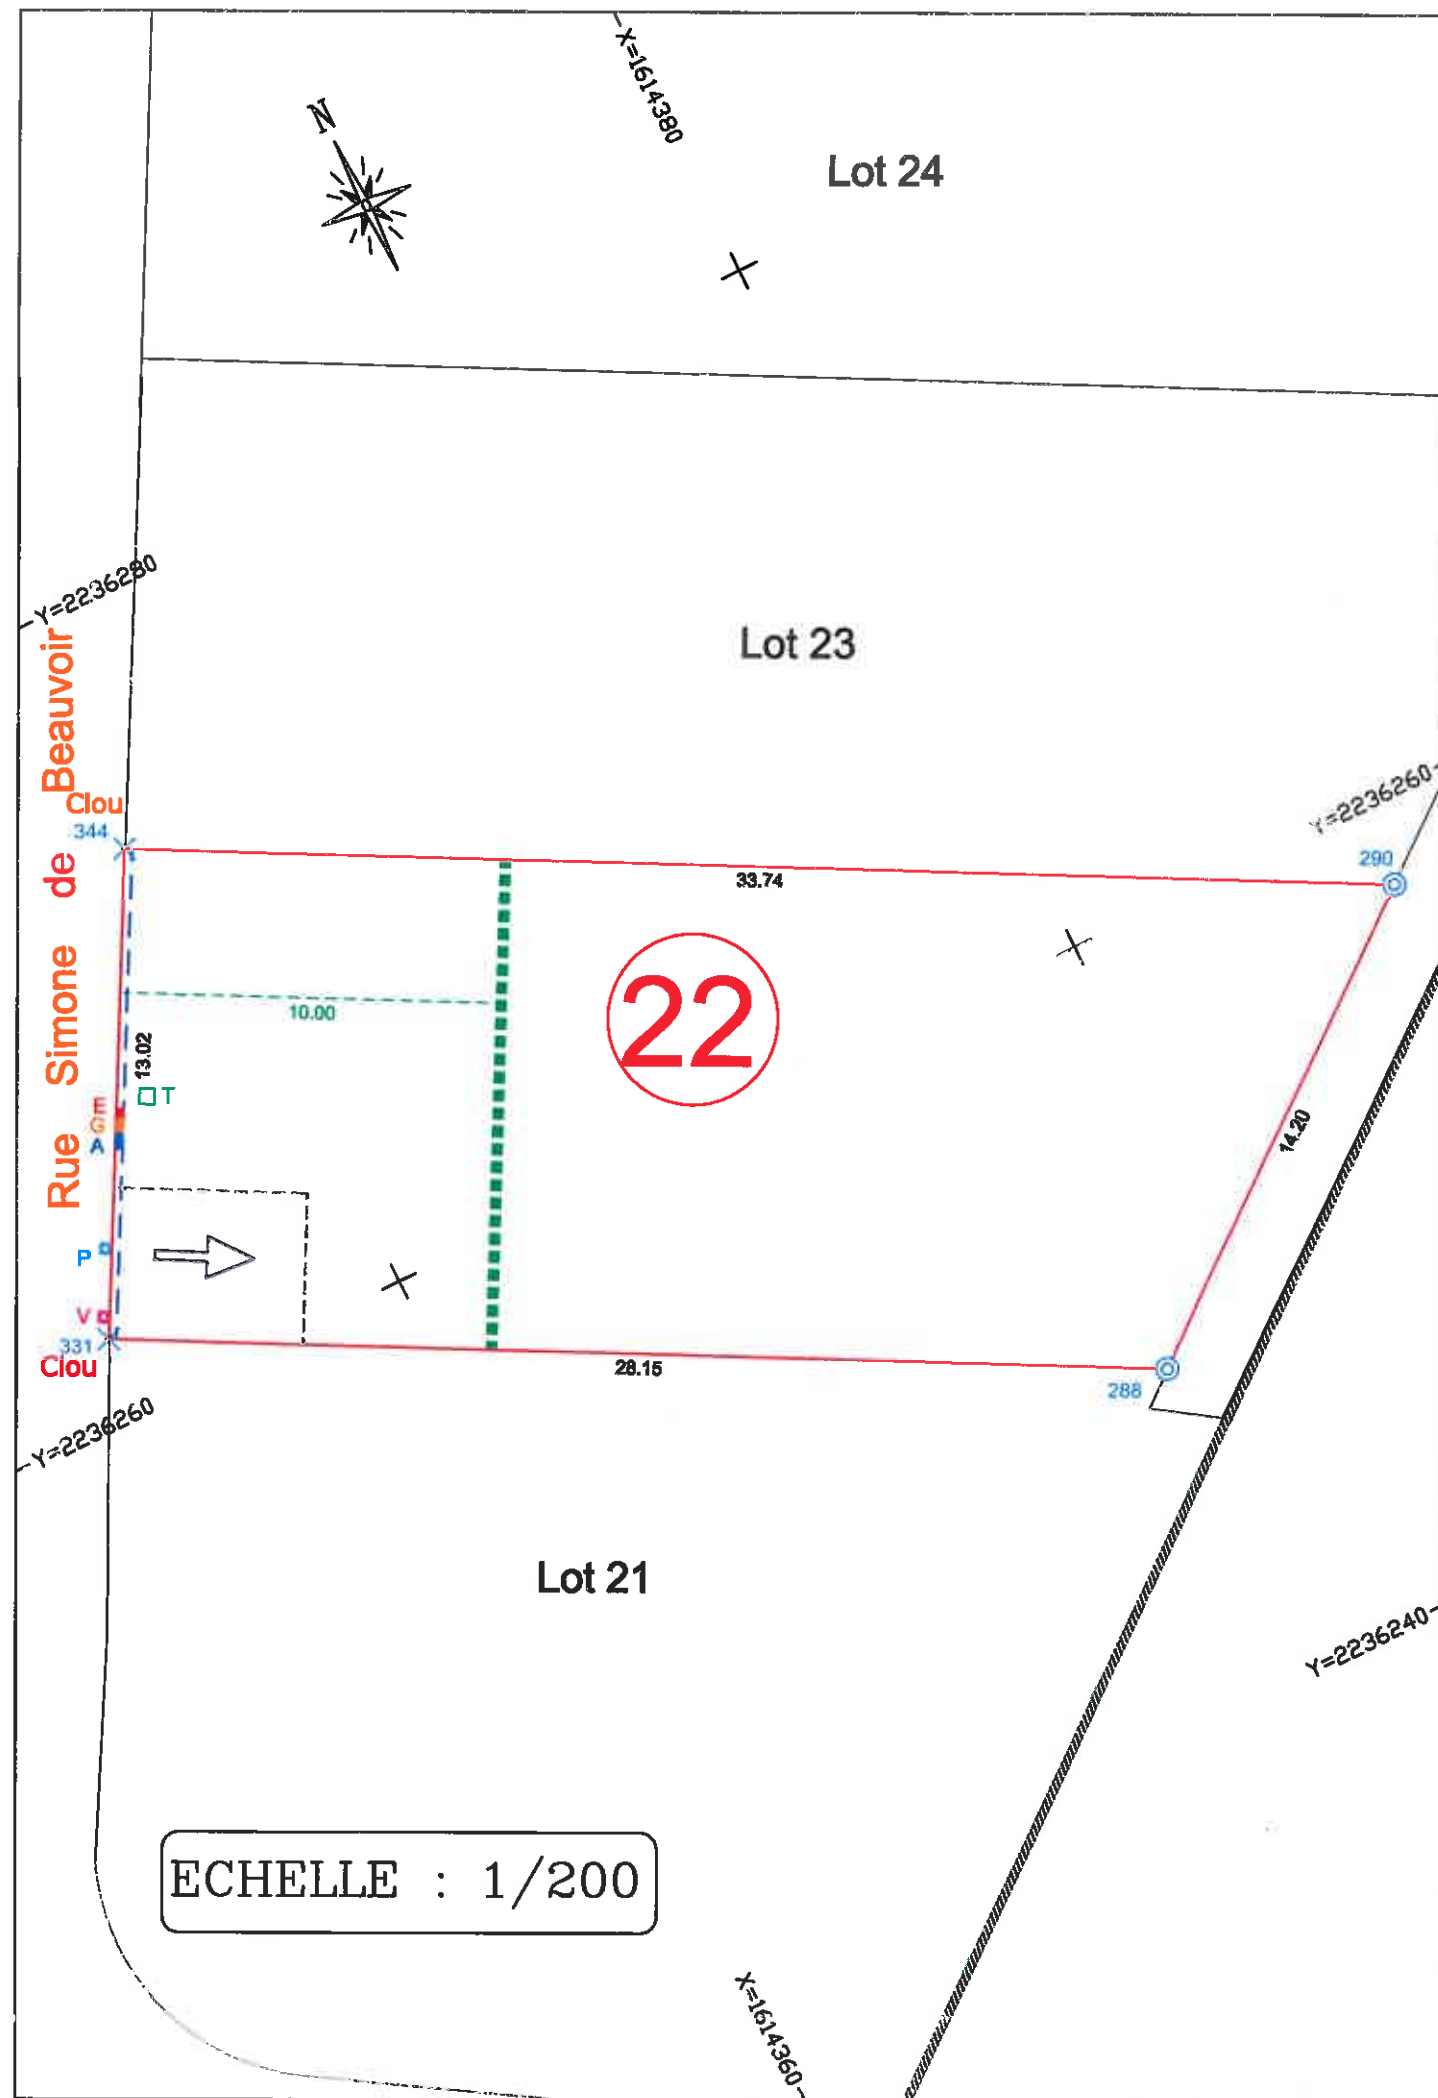 X=1614380
N
Lot 24
Y=2236280
Lot 23
Rue Simone de Beauvoir
Clou
344
Y=2236260
290
33.74
22
10.00
13.02
T
E
G
A
14.20
P
V
331
Clou
28.15
288
Y=2236260
Lot 21
Y=2236240
ECHELLE : 1/200
X=1614360